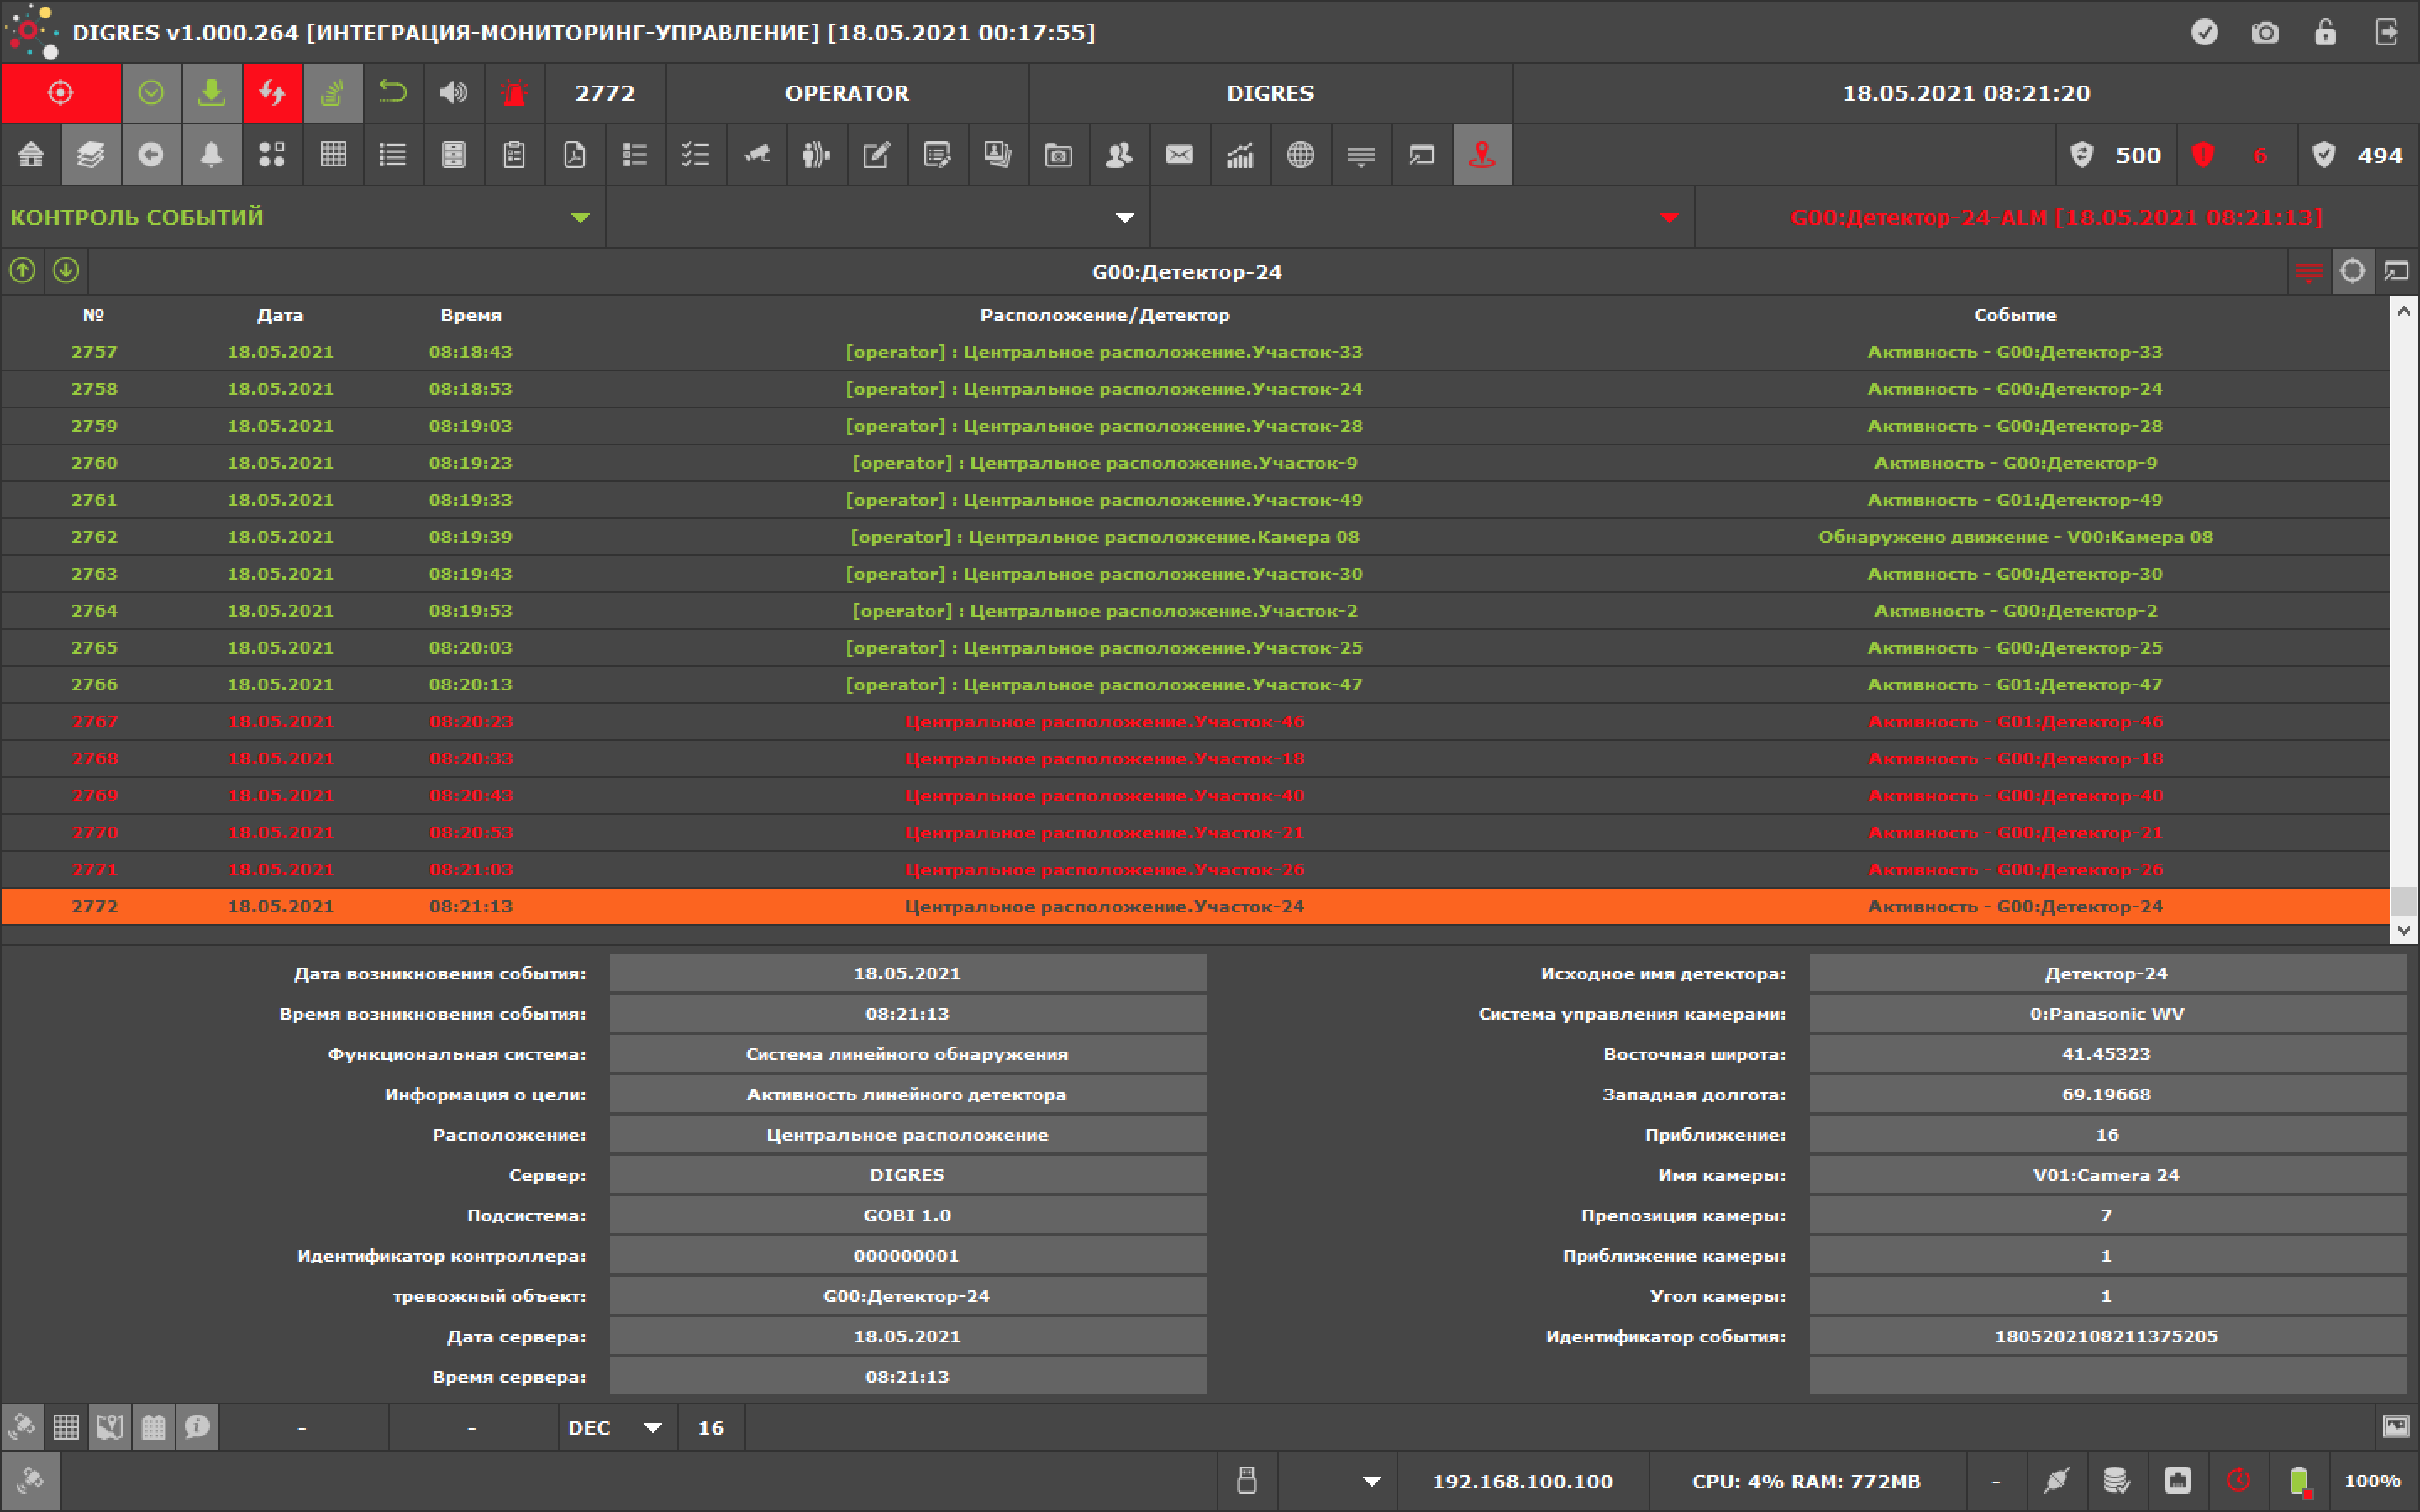 DIGRES v1.000.264 [ИНТЕГРАЦИЯ-МОНИТОРИНГ-УПРАВЛЕНИЕ] [18.05.2021 00:17:55]
2772 OPERATOR DIGRES 18.05.2021 08:21:20
500 6 494
КОНТРОЛЬ СОБЫТИЙ G00:Детектор-24-ALM [18.05.2021 08:21:13]
G00:Детектор-24
№ Дата Время Расположение/Детектор Событие
2757 18.05.2021 08:18:43 [operator] : Центральное расположение.Участок-33 Активность - G00:Детектор-33
2758 18.05.2021 08:18:53 [operator] : Центральное расположение.Участок-24 Активность - G00:Детектор-24
2759 18.05.2021 08:19:03 [operator] : Центральное расположение.Участок-28 Активность - G00:Детектор-28
2760 18.05.2021 08:19:23 [operator] : Центральное расположение.Участок-9 Активность - G00:Детектор-9
2761 18.05.2021 08:19:33 [operator] : Центральное расположение.Участок-49 Активность - G01:Детектор-49
2762 18.05.2021 08:19:39 [operator] : Центральное расположение.Камера 08 Обнаружено движение - V00:Камера 08
2763 18.05.2021 08:19:43 [operator] : Центральное расположение.Участок-30 Активность - G00:Детектор-30
2764 18.05.2021 08:19:53 [operator] : Центральное расположение.Участок-2 Активность - G00:Детектор-2
2765 18.05.2021 08:20:03 [operator] : Центральное расположение.Участок-25 Активность - G00:Детектор-25
2766 18.05.2021 08:20:13 [operator] : Центральное расположение.Участок-47 Активность - G01:Детектор-47
2767 18.05.2021 08:20:23 Центральное расположение.Участок-46 Активность - G01:Детектор-46
2768 18.05.2021 08:20:33 Центральное расположение.Участок-18 Активность - G00:Детектор-18
2769 18.05.2021 08:20:43 Центральное расположение.Участок-40 Активность - G00:Детектор-40
2770 18.05.2021 08:20:53 Центральное расположение.Участок-21 Активность - G00:Детектор-21
2771 18.05.2021 08:21:03 Центральное расположение.Участок-26 Активность - G00:Детектор-26
2772 18.05.2021 08:21:13 Центральное расположение.Участок-24 Активность - G00:Детектор-24
Дата возникновения события: 18.05.2021 Исходное имя детектора: Детектор-24
Время возникновения события: 08:21:13 Система управления камерами: 0:Panasonic WV
Функциональная система: Система линейного обнаружения Восточная широта: 41.45323
Информация о цели: Активность линейного детектора Западная долгота: 69.19668
Расположение: Центральное расположение Приближение: 16
Сервер: DIGRES Имя камеры: V01:Camera 24
Подсистема: GOBI 1.0 Препозиция камеры: 7
Идентификатор контроллера: 000000001 Приближение камеры: 1
тревожный объект: G00:Детектор-24 Угол камеры: 1
Дата сервера: 18.05.2021 Идентификатор события: 1805202108211375205
Время сервера: 08:21:13
- - DEC 16
192.168.100.100 CPU: 4% RAM: 772MB - 100%